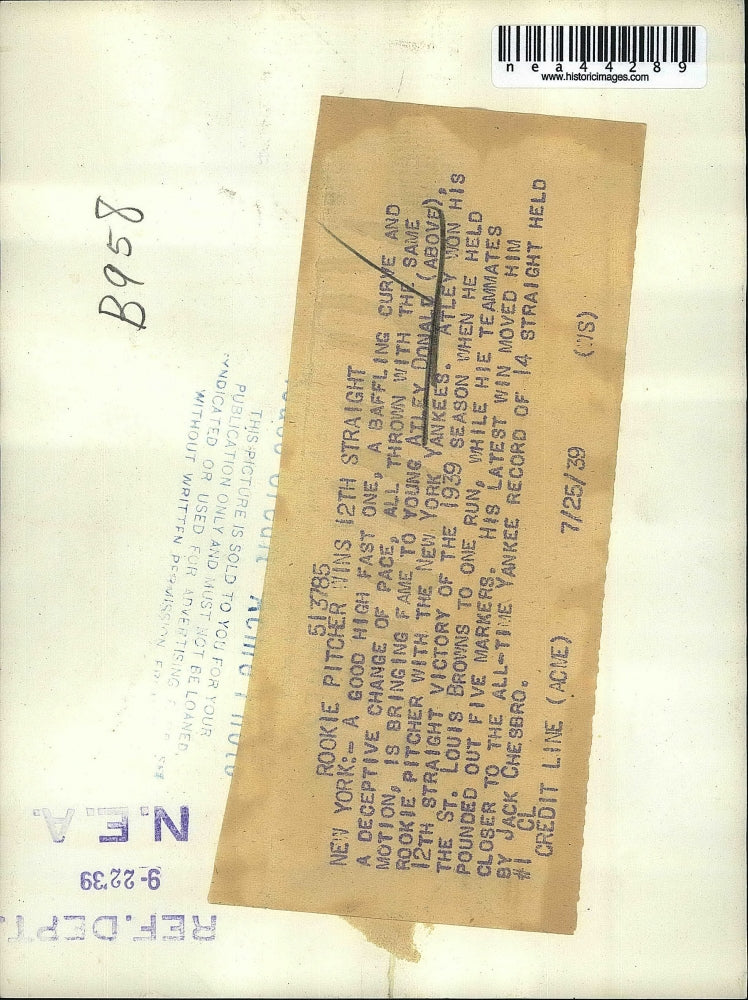 nea44289
www.historicimages.com
B958
513785
ROOKIE PITCHER WINS 12TH STRAIGHT
NEW YORK:- A GOOD HIGH FAST ONE, A BAFFLING CURVE AND
A DECEPTIVE CHANGE OF PACE, ALL THROWN WITH THE SAME
MOTION, IS BRINGING FAME TO YOUNG ATLEY DONALD (ABOVE),
ROOKIE PITCHER WITH THE NEW YORK YANKEES. ATLEY WON HIS
12TH STRAIGHT VICTORY OF THE 1939 SEASON WHEN HE HELD
THE ST. LOUIS BROWNS TO ONE RUN, WHILE HIE TEAMMATES
POUNDED OUT FIVE MARKERS. HIS LATEST WIN MOVED HIM
CLOSER TO THE ALL-TIME YANKEE RECORD OF 14 STRAIGHT HELD
BY JACK CHESBRO.
#1 CL
CREDIT LINE (ACME) 7/25/39 (WS)
THIS PICTURE IS SOLD TO YOU FOR YOUR
PUBLICATION ONLY AND MUST NOT BE LOANED
SYNDICATED OR USED FOR ADVERTISING
WITHOUT WRITTEN PERMISSION
N.E.A.
9-22'39
REF. DEPT.